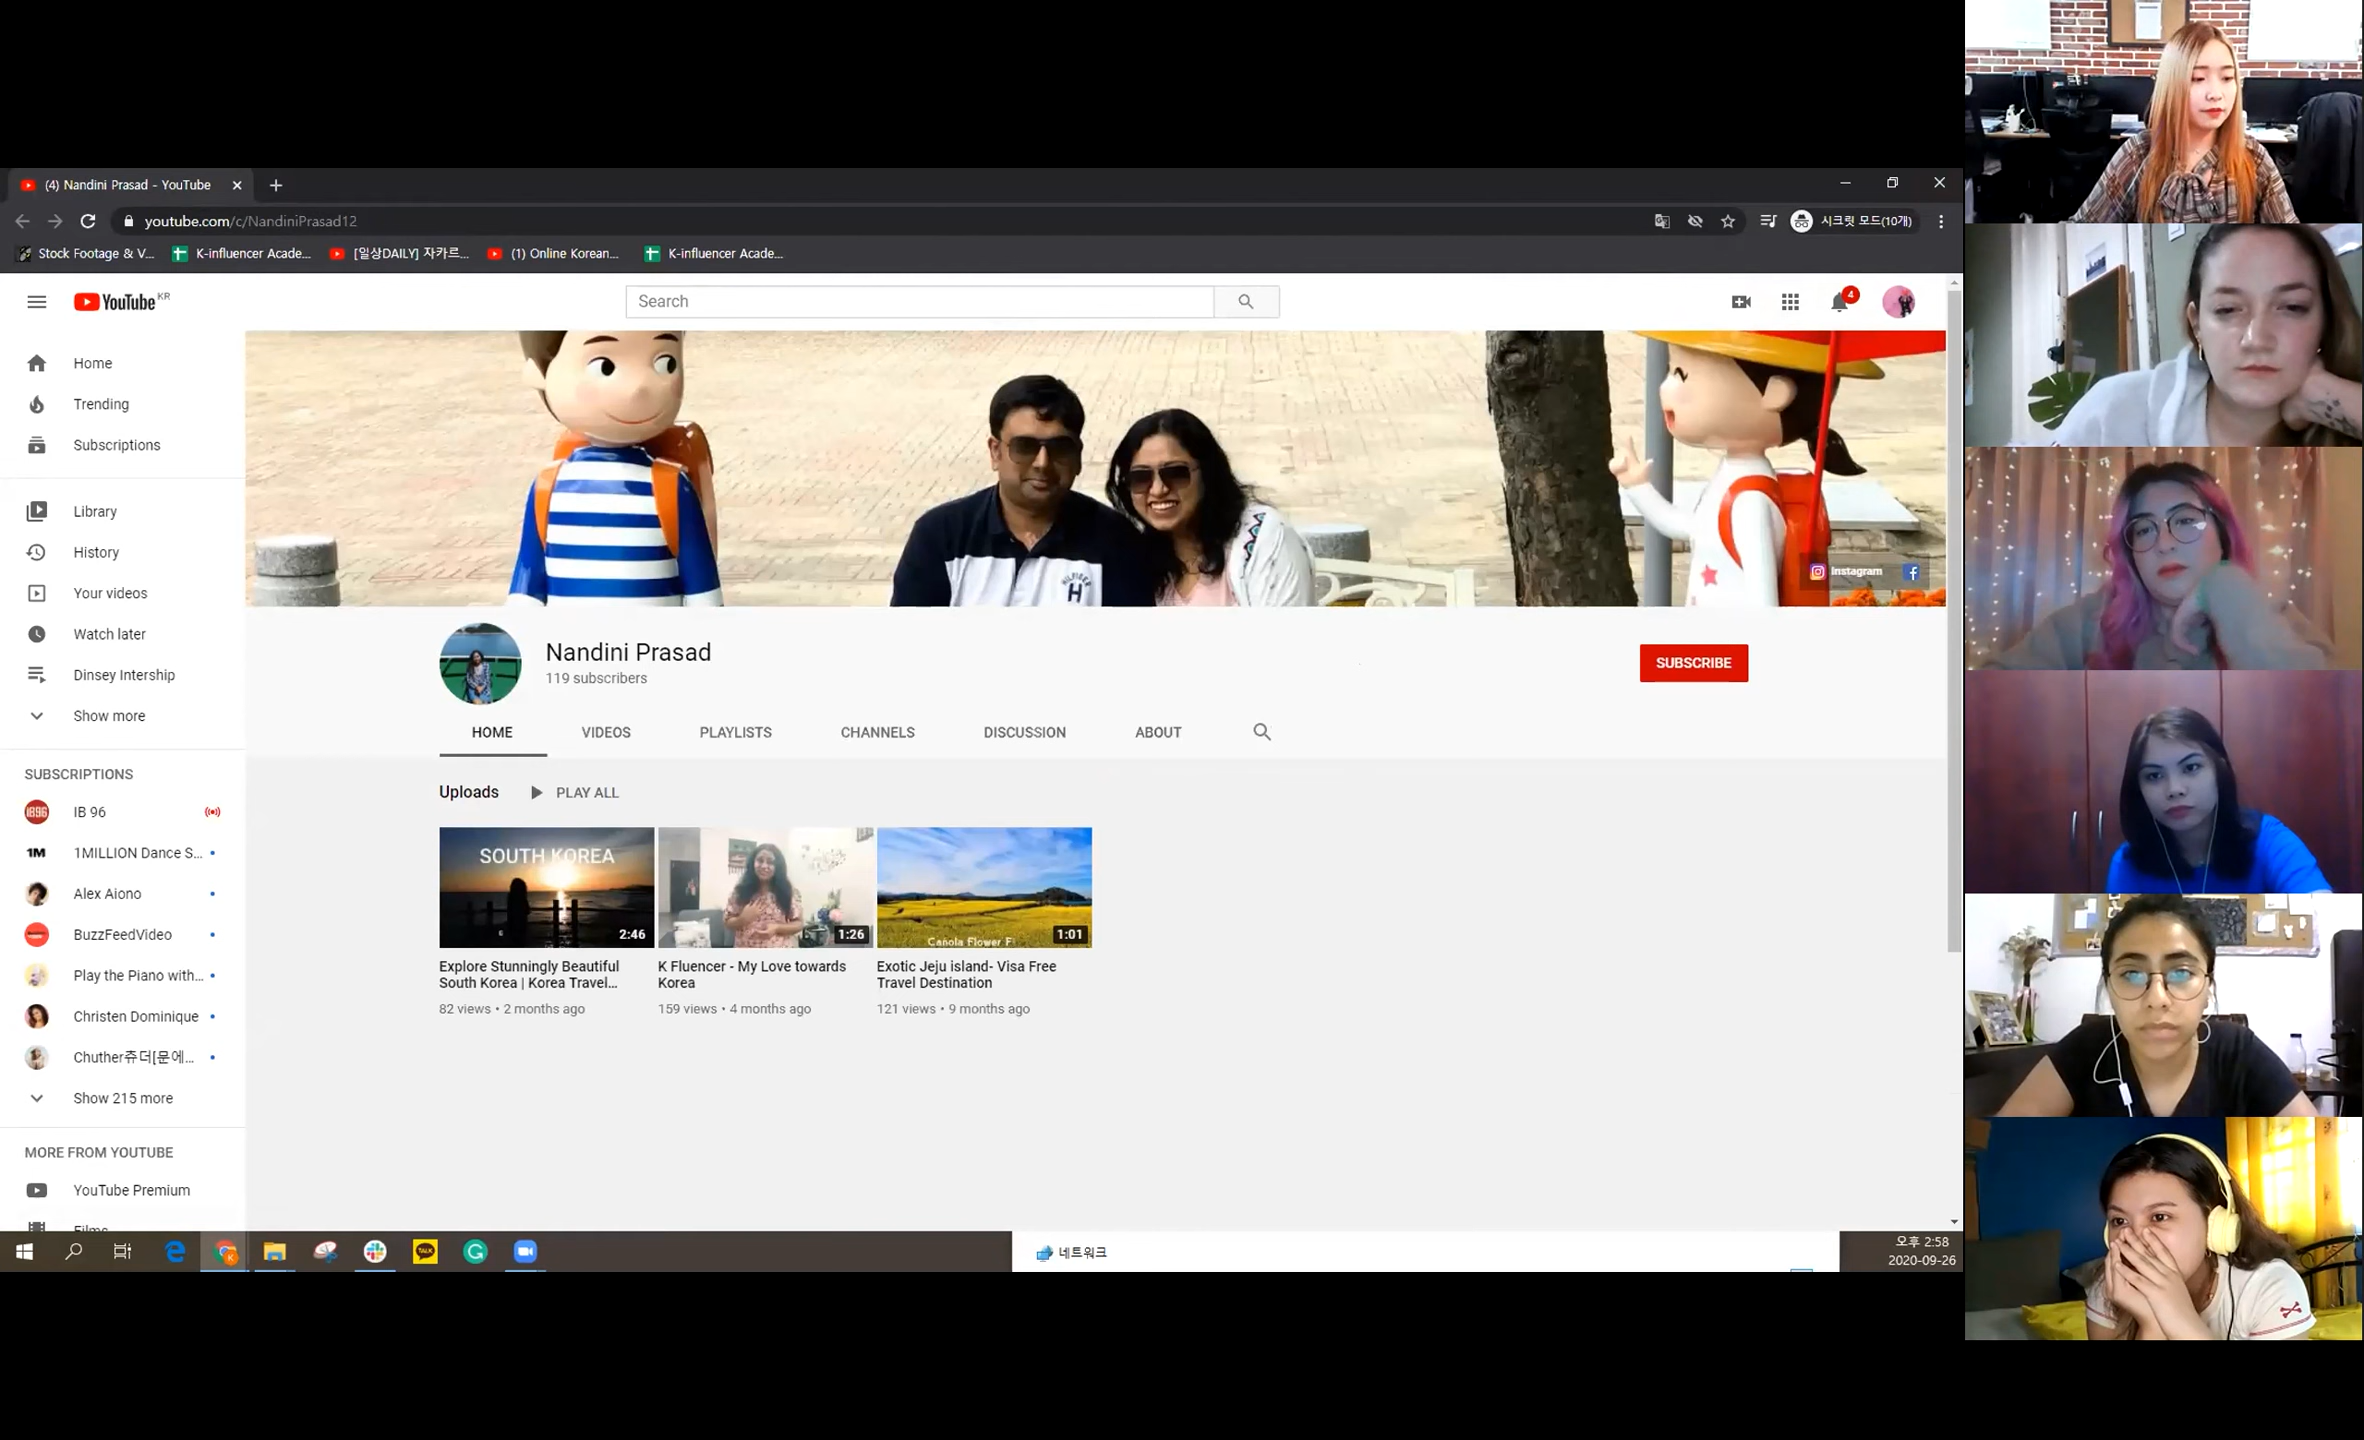 (4) Nandini Prasad - YouTube
youtube.com/c/NandiniPrasad12
시크릿 모드(10개)
Stock Footage & V...
K-influencer Acade...
[일상DAILY] 자카르...
(1) Online Korean...
K-influencer Acade...
YouTube KR
Search
4
Home
Trending
Subscriptions
Library
History
Your videos
Watch later
Dinsey Intership
Show more
SUBSCRIPTIONS
IB 96
1MILLION Dance S...
Alex Aiono
BuzzFeedVideo
Play the Piano with...
Christen Dominique
Chuther츄더[문에...
Show 215 more
MORE FROM YOUTUBE
YouTube Premium
Films
HILFIGER
H
Instagram
Nandini Prasad
119 subscribers
SUBSCRIBE
HOME
VIDEOS
PLAYLISTS
CHANNELS
DISCUSSION
ABOUT
Uploads
PLAY ALL
SOUTH KOREA
2:46
1:26
Canola Flower Fi
1:01
Explore Stunningly Beautiful
South Korea | Korea Travel...
82 views • 2 months ago
K Fluencer - My Love towards
Korea
159 views • 4 months ago
Exotic Jeju island- Visa Free
Travel Destination
121 views • 9 months ago
TALK
네트워크
오후 2:58
2020-09-26